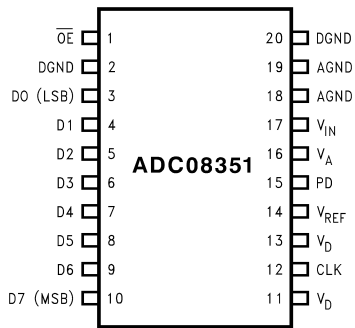 O̅E̅ 1 20 DGND
DGND 2 19 AGND
D0 (LSB) 3 18 AGND
D1 4 17 VIN
D2 5 16 VA
ADC08351
D3 6 15 PD
D4 7 14 VREF
D5 8 13 VD
D6 9 12 CLK
D7 (MSB) 10 11 VD